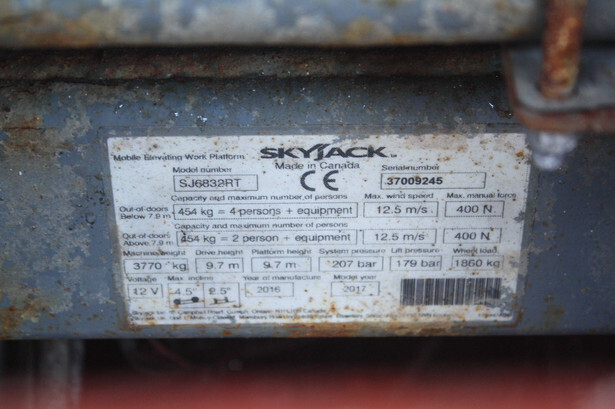 Mobile Elevating Work Platform SKYJACK
Made in Canada
Model number Serial number
SJ6832RT CE 37009245
Capacity and maximum number of persons Max. wind speed Max. manual force
Out-of-doors
Below 7.9 m 454 kg = 4 persons + equipment 12.5 m/s 400 N
Capacity and maximum number of persons
Out-of-doors
Above 7.9 m 454 kg = 2 person + equipment 12.5 m/s 400 N
Machine weight Drive height Platform height System pressure Lift pressure Wheel load
3770 kg 9.7 m 9.7 m 207 bar 179 bar 1860 kg
Voltage Max. incline Year of manufacture Model year
12 V 4.5° 8.5° 2016 2017